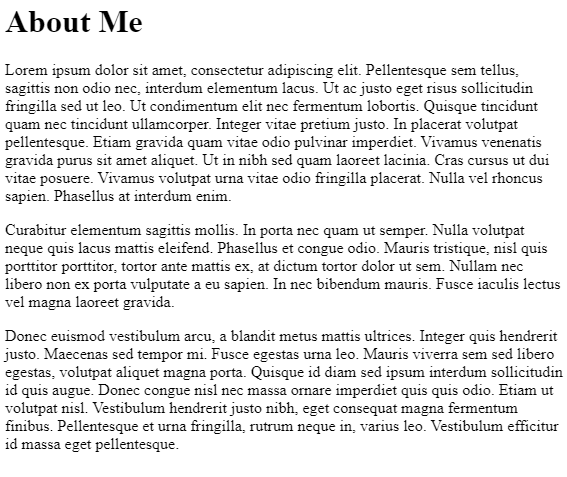 About Me
Lorem ipsum dolor sit amet, consectetur adipiscing elit. Pellentesque sem tellus,
sagittis non odio nec, interdum elementum lacus. Ut ac justo eget risus sollicitudin
fringilla sed ut leo. Ut condimentum elit nec fermentum lobortis. Quisque tincidunt
quam nec tincidunt ullamcorper. Integer vitae pretium justo. In placerat volutpat
pellentesque. Etiam gravida quam vitae odio pulvinar imperdiet. Vivamus venenatis
gravida purus sit amet aliquet. Ut in nibh sed quam laoreet lacinia. Cras cursus ut dui
vitae posuere. Vivamus volutpat urna vitae odio fringilla placerat. Nulla vel rhoncus
sapien. Phasellus at interdum enim.
Curabitur elementum sagittis mollis. In porta nec quam ut semper. Nulla volutpat
neque quis lacus mattis eleifend. Phasellus et congue odio. Mauris tristique, nisl quis
porttitor porttitor, tortor ante mattis ex, at dictum tortor dolor ut sem. Nullam nec
libero non ex porta vulputate a eu sapien. In nec bibendum mauris. Fusce iaculis lectus
vel magna laoreet gravida.
Donec euismod vestibulum arcu, a blandit metus mattis ultrices. Integer quis hendrerit
justo. Maecenas sed tempor mi. Fusce egestas urna leo. Mauris viverra sem sed libero
egestas, volutpat aliquet magna porta. Quisque id diam sed ipsum interdum sollicitudin
id quis augue. Donec congue nisl nec massa ornare imperdiet quis quis odio. Etiam ut
volutpat nisl. Vestibulum hendrerit justo nibh, eget consequat magna fermentum
finibus. Pellentesque et urna fringilla, rutrum neque in, varius leo. Vestibulum efficitur
id massa eget pellentesque.